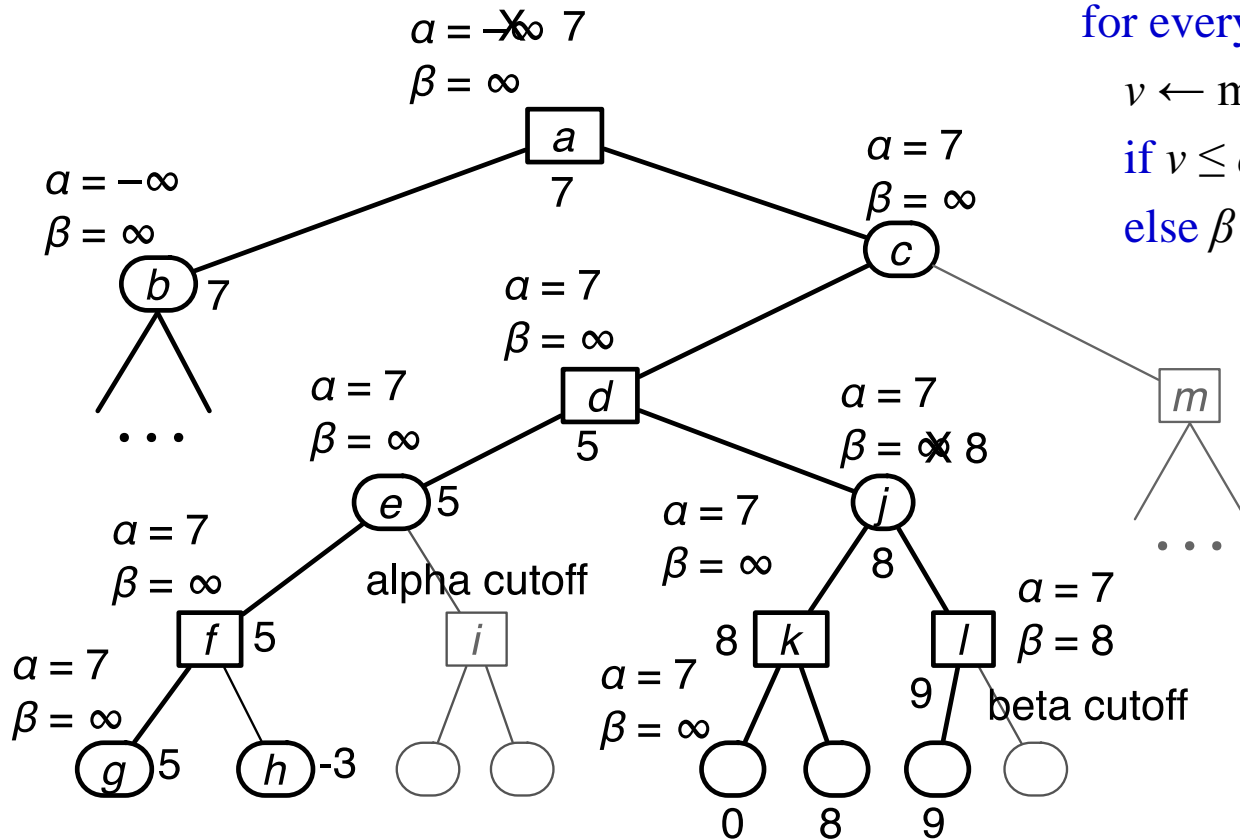 α = –∞ 7
β = ∞
a
7
for every
v ← m
if v ≤
else β
α = –∞
β = ∞
b
7
. . .
α = 7
β = ∞
c
α = 7
β = ∞
d
5
m
. . .
α = 7
β = ∞
e
5
α = 7
β = ∞ 8
j
8
α = 7
β = ∞
f
5
alpha cutoff
i
α = 7
β = ∞
8
k
α = 7
β = 8
l
9
beta cutoff
α = 7
β = ∞
g
5
h
-3
α = 7
β = ∞
0
8
9